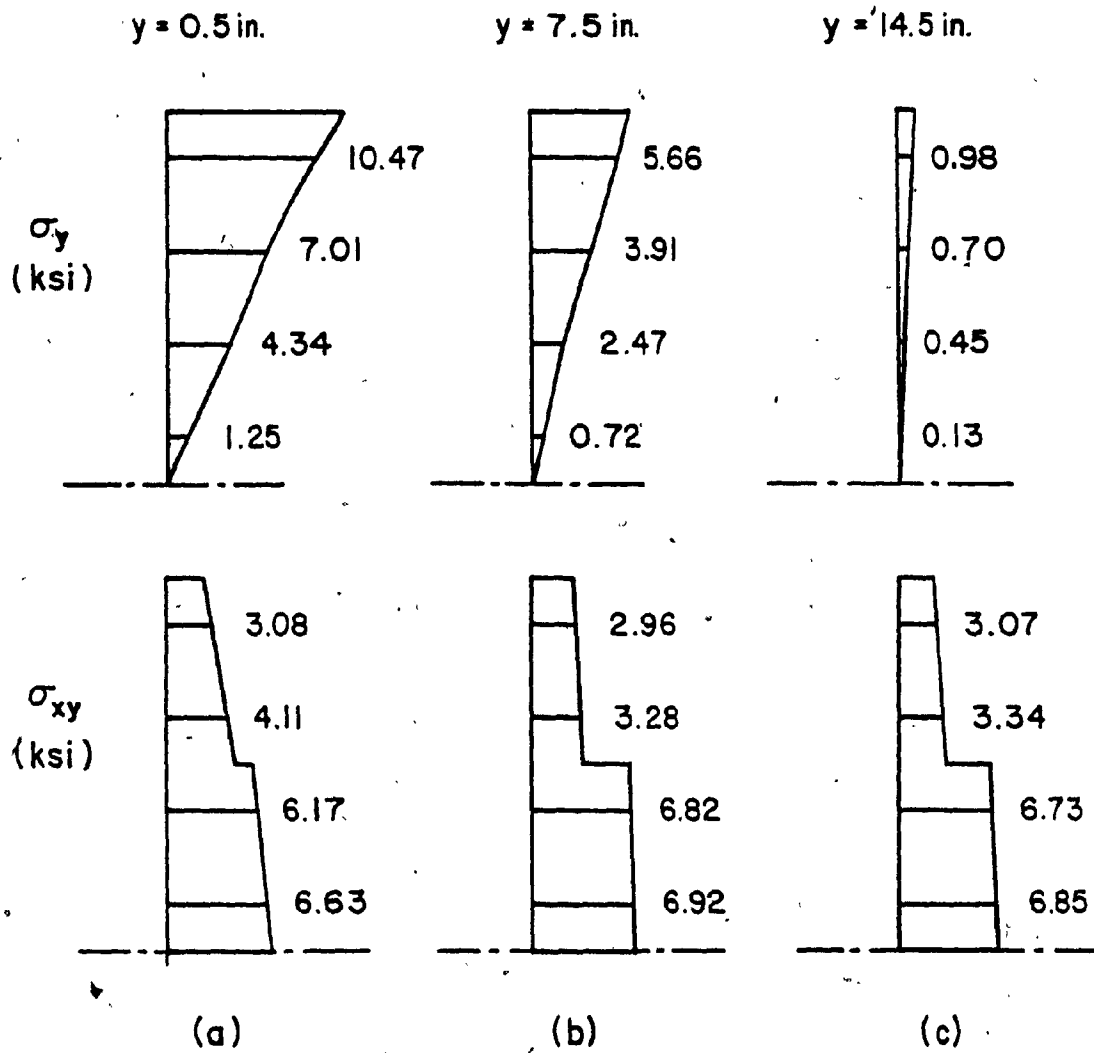 y = 0.5 in.
y = 7.5 in.
y = 14.5 in.
σy
(ksi)
10.47
7.01
4.34
1.25
5.66
3.91
2.47
0.72
0.98
0.70
0.45
0.13
σxy
(ksi)
3.08
4.11
6.17
6.63
2.96
3.28
6.82
6.92
3.07
3.34
6.73
6.85
(a)
(b)
(c)